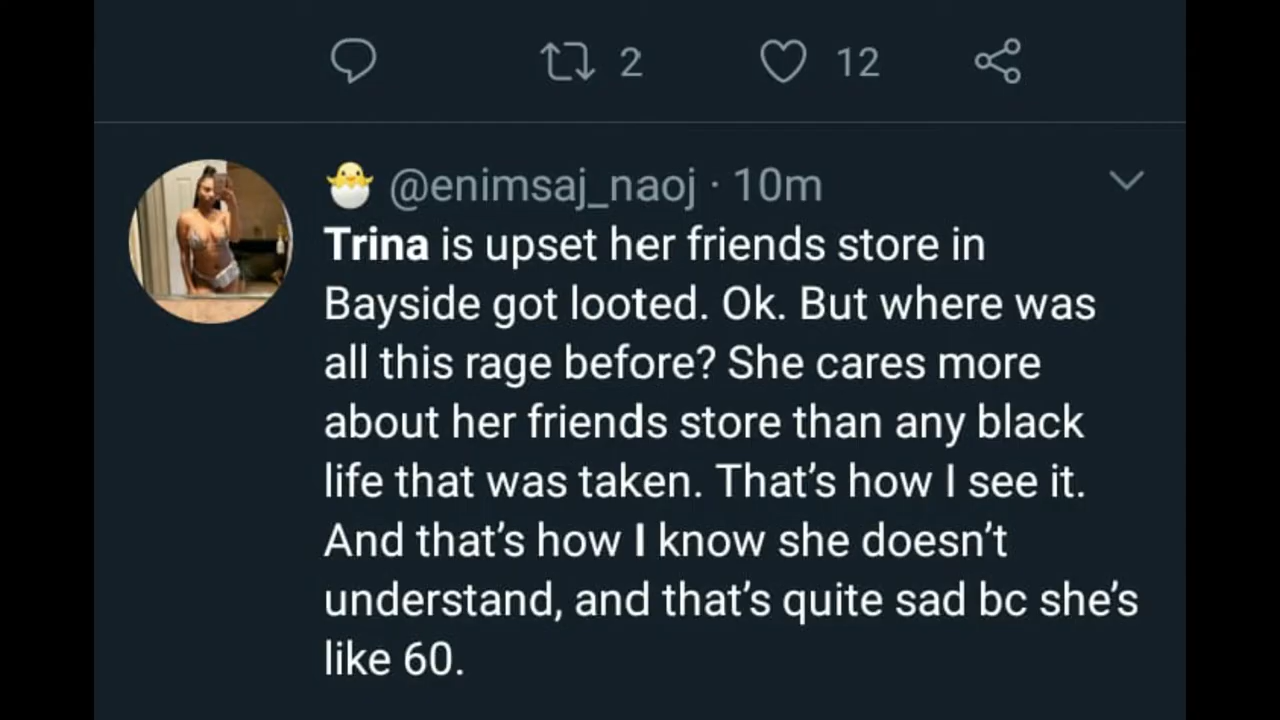 2 12
🐣 @enimsaj_naoj · 10m
Trina is upset her friends store in
Bayside got looted. Ok. But where was
all this rage before? She cares more
about her friends store than any black
life that was taken. That’s how I see it.
And that’s how I know she doesn’t
understand, and that’s quite sad bc she’s
like 60.